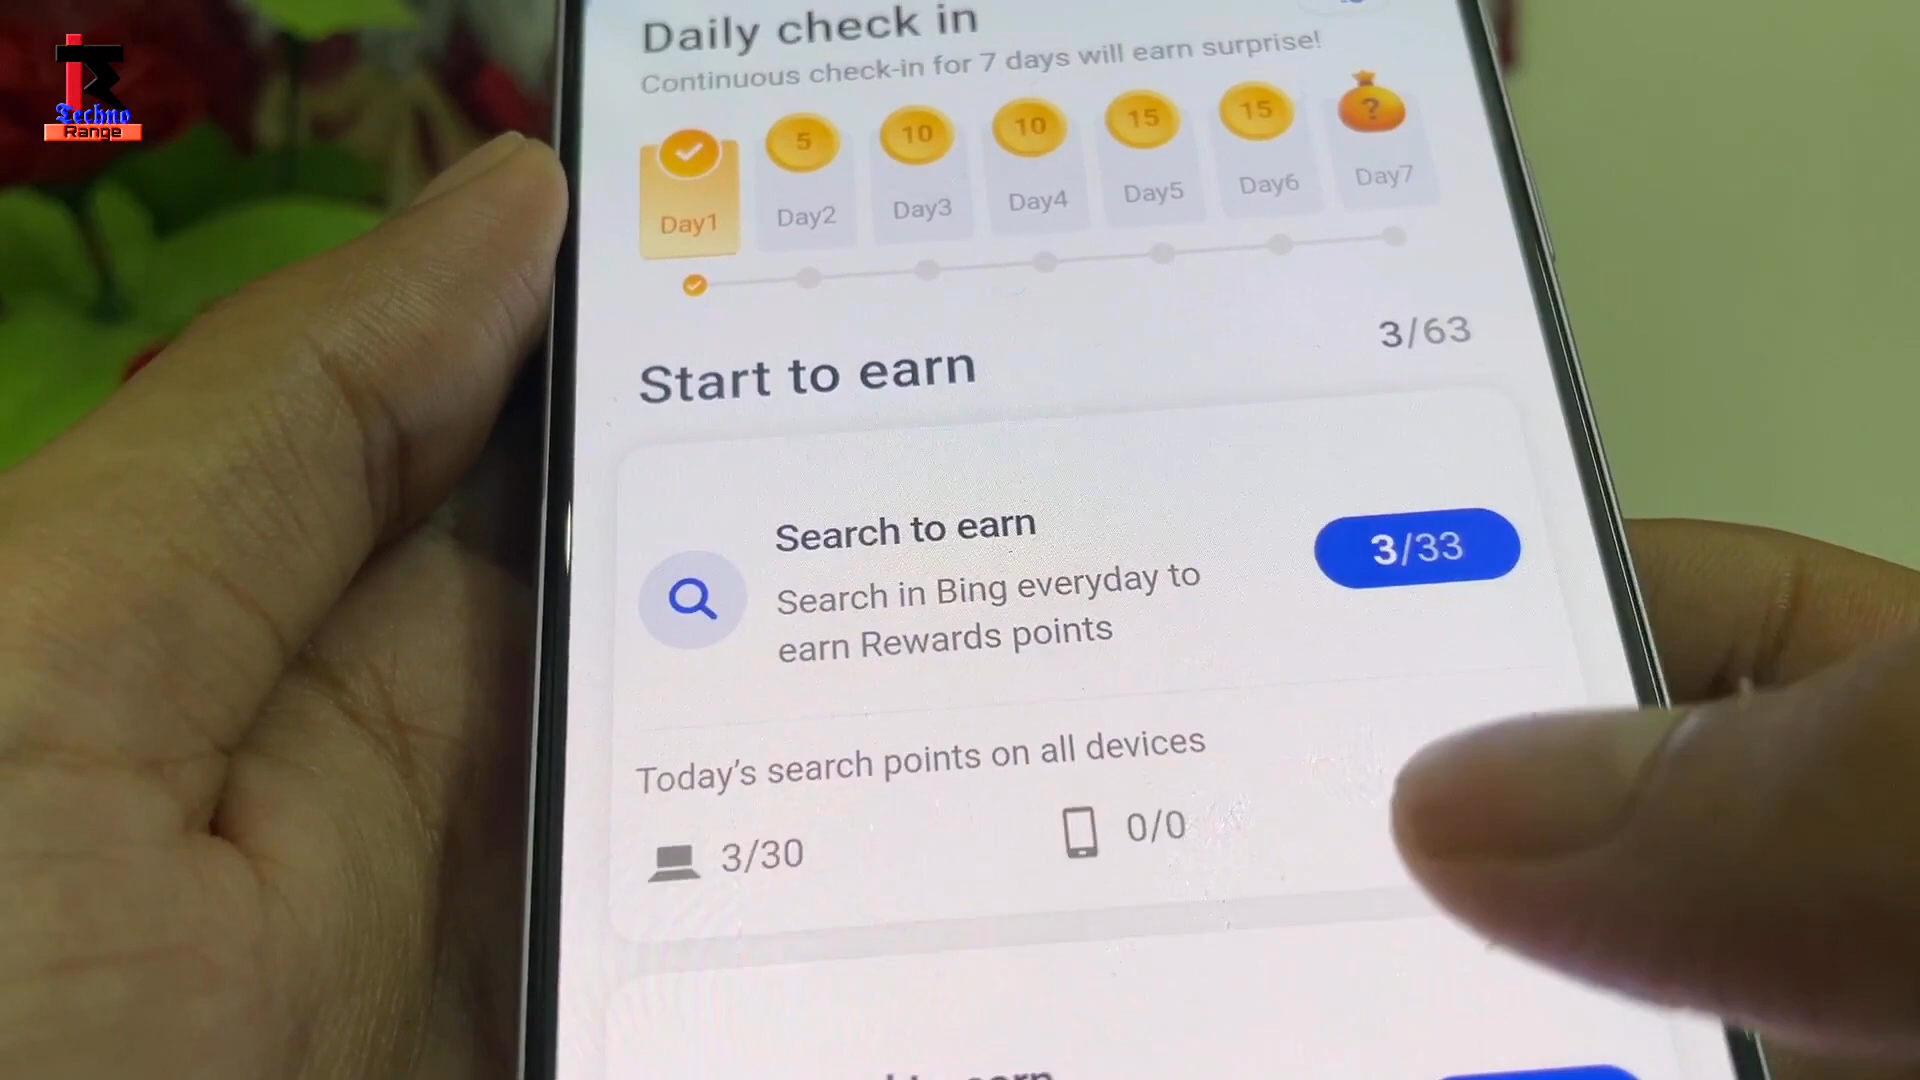 Techno
Range
Daily check in
Continuous check-in for 7 days will earn surprise!
5 10 10 15 15 ?
Day1 Day2 Day3 Day4 Day5 Day6 Day7
Start to earn 3/63
Search to earn
3/33
Search in Bing everyday to
earn Rewards points
Today's search points on all devices
3/30 0/0